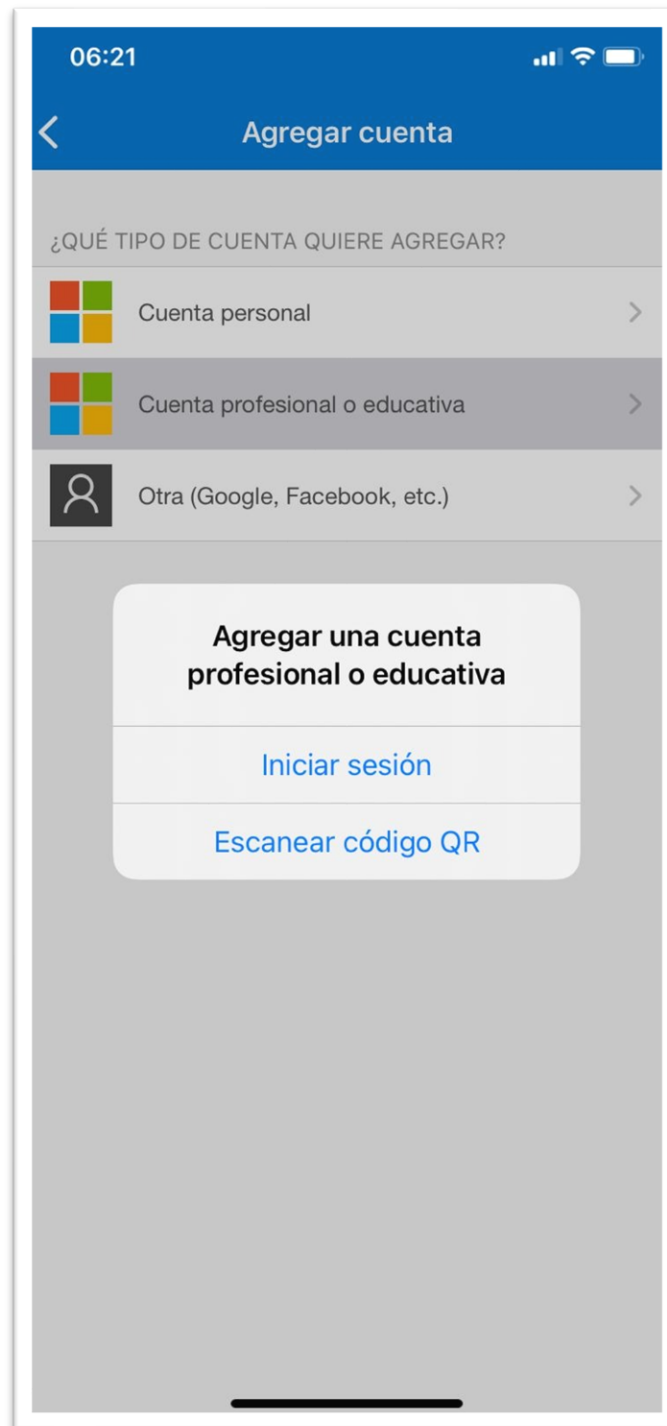 06:21
Agregar cuenta
¿QUÉ TIPO DE CUENTA QUIERE AGREGAR?
Cuenta personal
Cuenta profesional o educativa
Otra (Google, Facebook, etc.)
Agregar una cuenta
profesional o educativa
Iniciar sesión
Escanear código QR